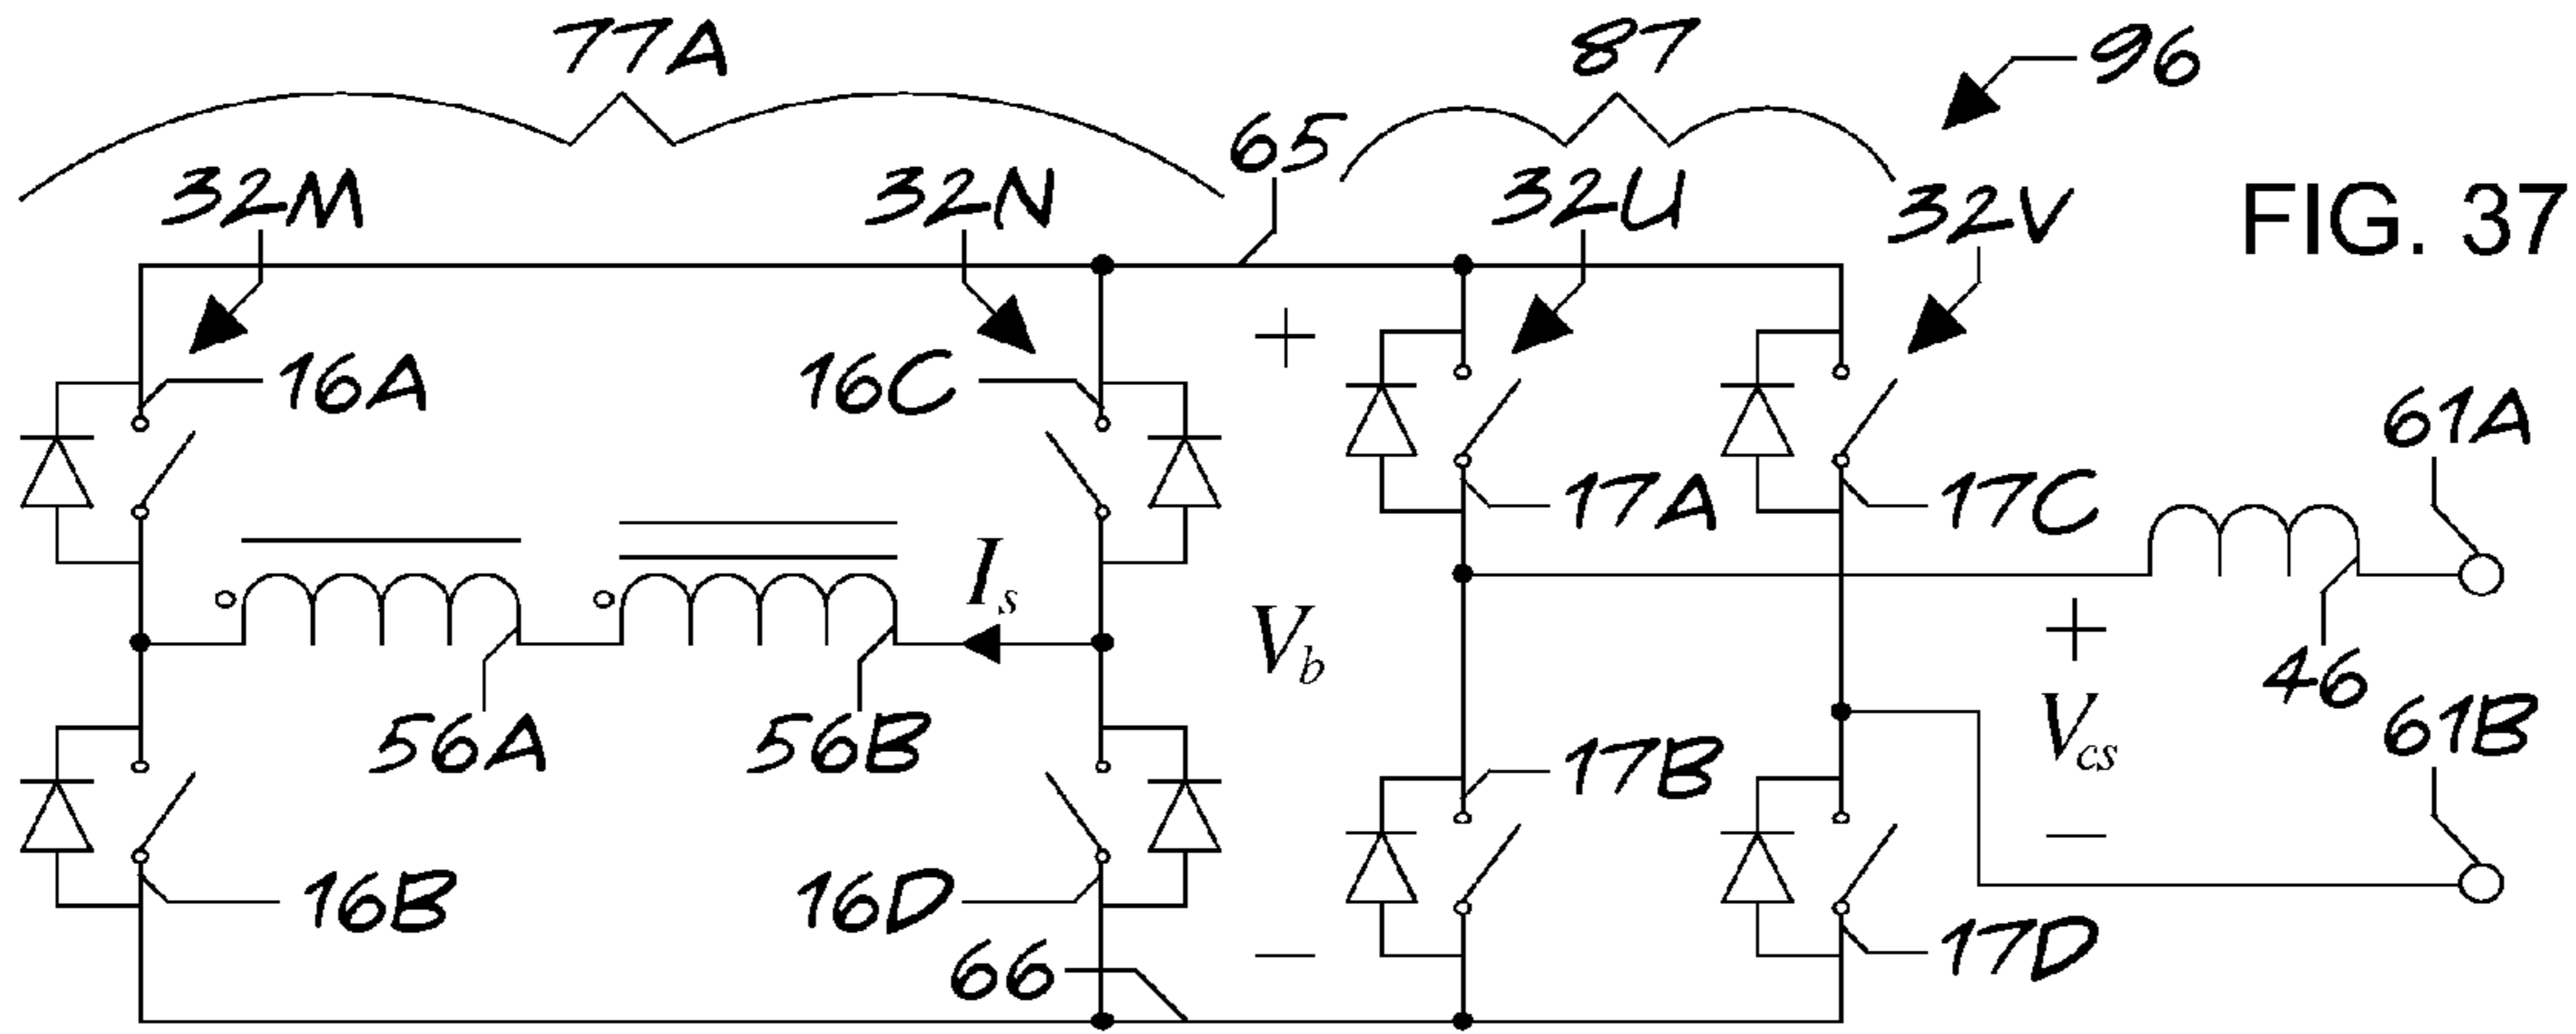 77A
87
96
65
32M
32N
32U
32V
FIG. 37
+
16A
16C
61A
17A
17C
I_s
V_b
+
46
56A
56B
17B
V_cs
61B
−
16B
16D
17D
66
−